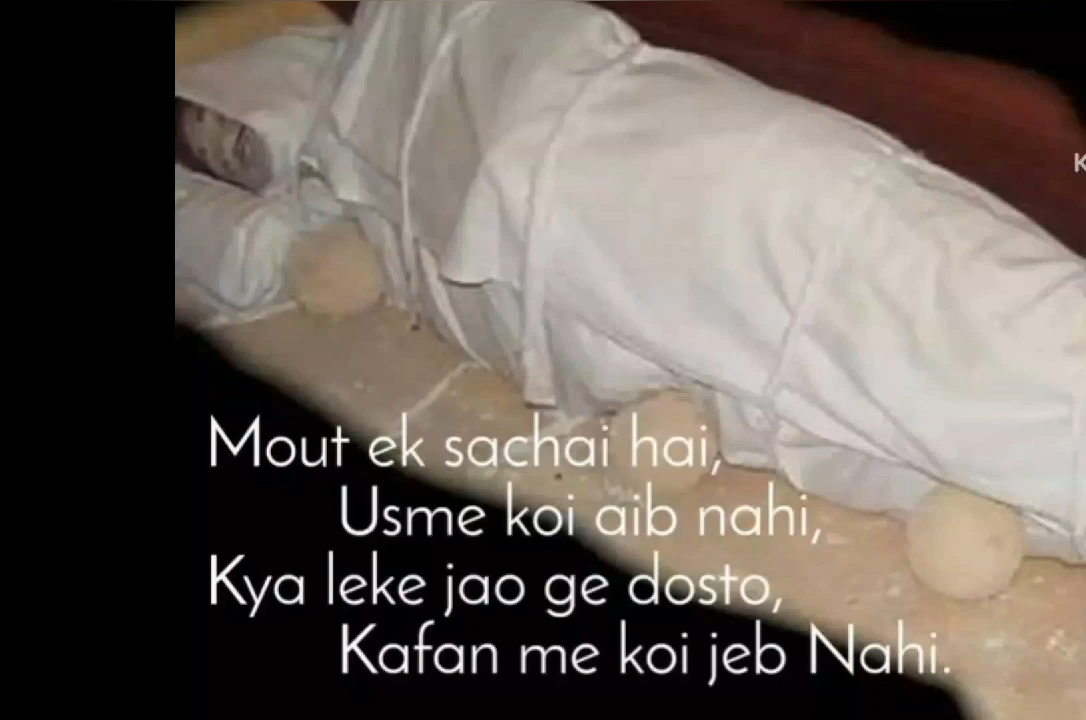 Mout ek sachai hai,
Usme koi aib nahi,
Kya leke jao ge dosto,
Kafan me koi jeb Nahi.